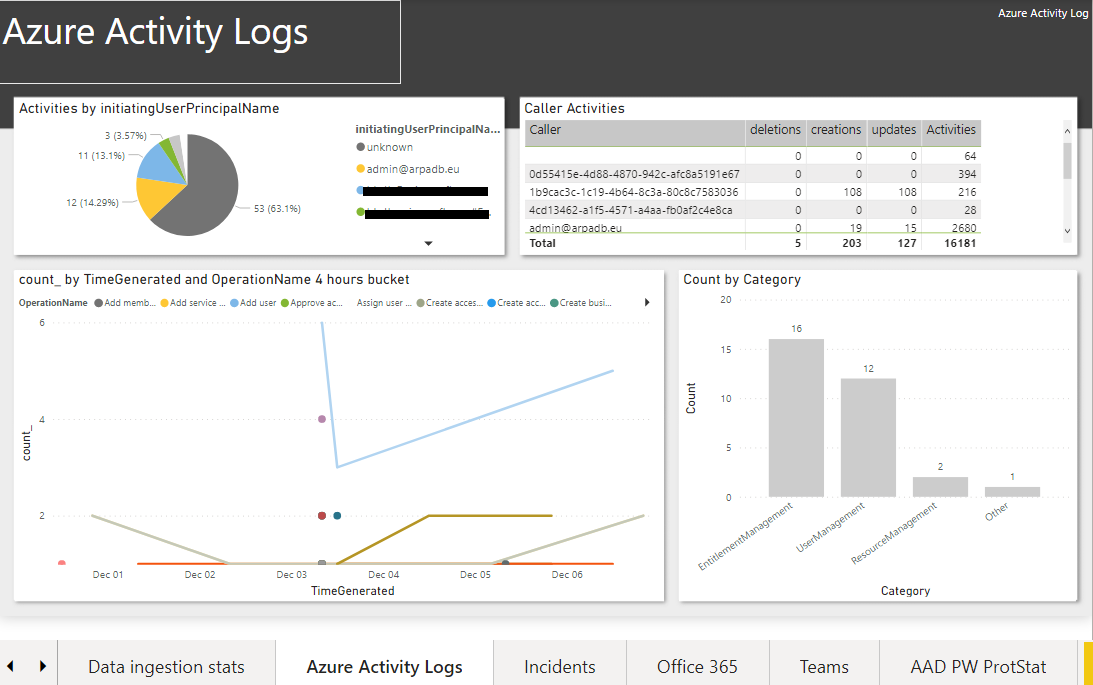 Azure Activity Logs
Azure Activity Log
Activities by initiatingUserPrincipalName
3 (3.57%)
11 (13.1%)
12 (14.29%)
53 (63.1%)
initiatingUserPrincipalNa...
unknown
admin@arpadb.eu
Caller Activities
Caller deletions creations updates Activities
0 0 0 64
0d55415e-4d88-4870-942c-afc8a5191e67 0 0 0 394
1b9cac3c-1c19-4b64-8c3a-80c8c7583036 0 108 108 216
4cd13462-a1f5-4571-a4aa-fb0af2c4e8ca 0 0 0 28
admin@arpadb.eu 0 19 15 2680
Total 5 203 127 16181
count_ by TimeGenerated and OperationName 4 hours bucket
OperationName Add memb... Add service ... Add user Approve ac... Assign user ... Create acces... Create acc... Create busi...
6
4
2
count_
Dec 01 Dec 02 Dec 03 Dec 04 Dec 05 Dec 06
TimeGenerated
Count by Category
20
15
10
5
0
Count
16
12
2
1
EntitlementManagement
UserManagement
ResourceManagement
Other
Category
Data ingestion stats Azure Activity Logs Incidents Office 365 Teams AAD PW ProtStat